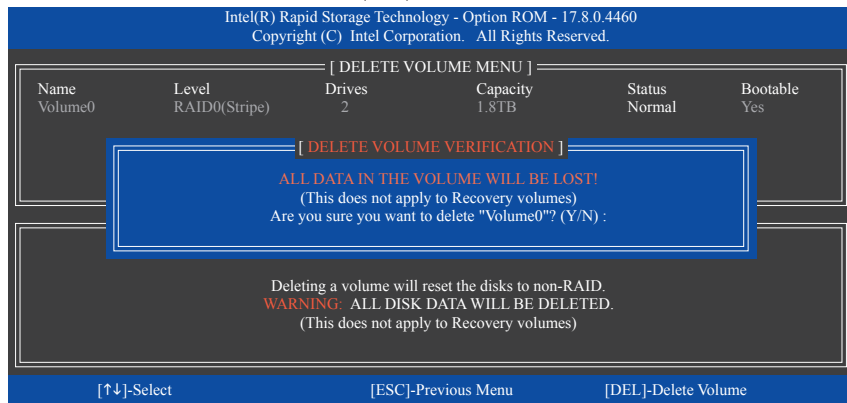 Intel(R) Rapid Storage Technology - Option ROM - 17.8.0.4460
Copyright (C) Intel Corporation. All Rights Reserved.
[ DELETE VOLUME MENU ]
Name Level Drives Capacity Status Bootable
Volume0 RAID0(Stripe) 2 1.8TB Normal Yes
[ DELETE VOLUME VERIFICATION ]
ALL DATA IN THE VOLUME WILL BE LOST!
(This does not apply to Recovery volumes)
Are you sure you want to delete "Volume0"? (Y/N) :
Deleting a volume will reset the disks to non-RAID.
WARNING: ALL DISK DATA WILL BE DELETED.
(This does not apply to Recovery volumes)
[↑↓]-Select [ESC]-Previous Menu [DEL]-Delete Volume